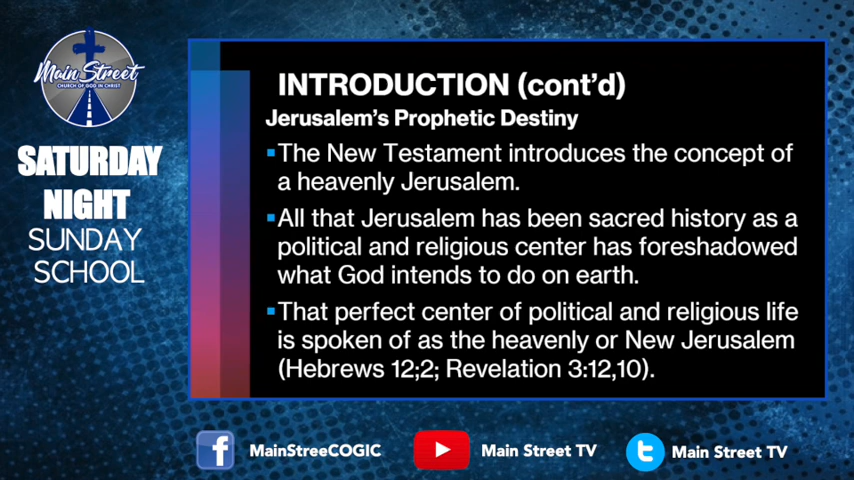 Main Street
CHURCH OF GOD IN CHRIST
SATURDAY
NIGHT
SUNDAY
SCHOOL
INTRODUCTION (cont’d)
Jerusalem’s Prophetic Destiny
▪The New Testament introduces the concept of
a heavenly Jerusalem.
▪All that Jerusalem has been sacred history as a
political and religious center has foreshadowed
what God intends to do on earth.
▪That perfect center of political and religious life
is spoken of as the heavenly or New Jerusalem
(Hebrews 12;2; Revelation 3:12,10).
MainStreeCOGIC
Main Street TV
Main Street TV